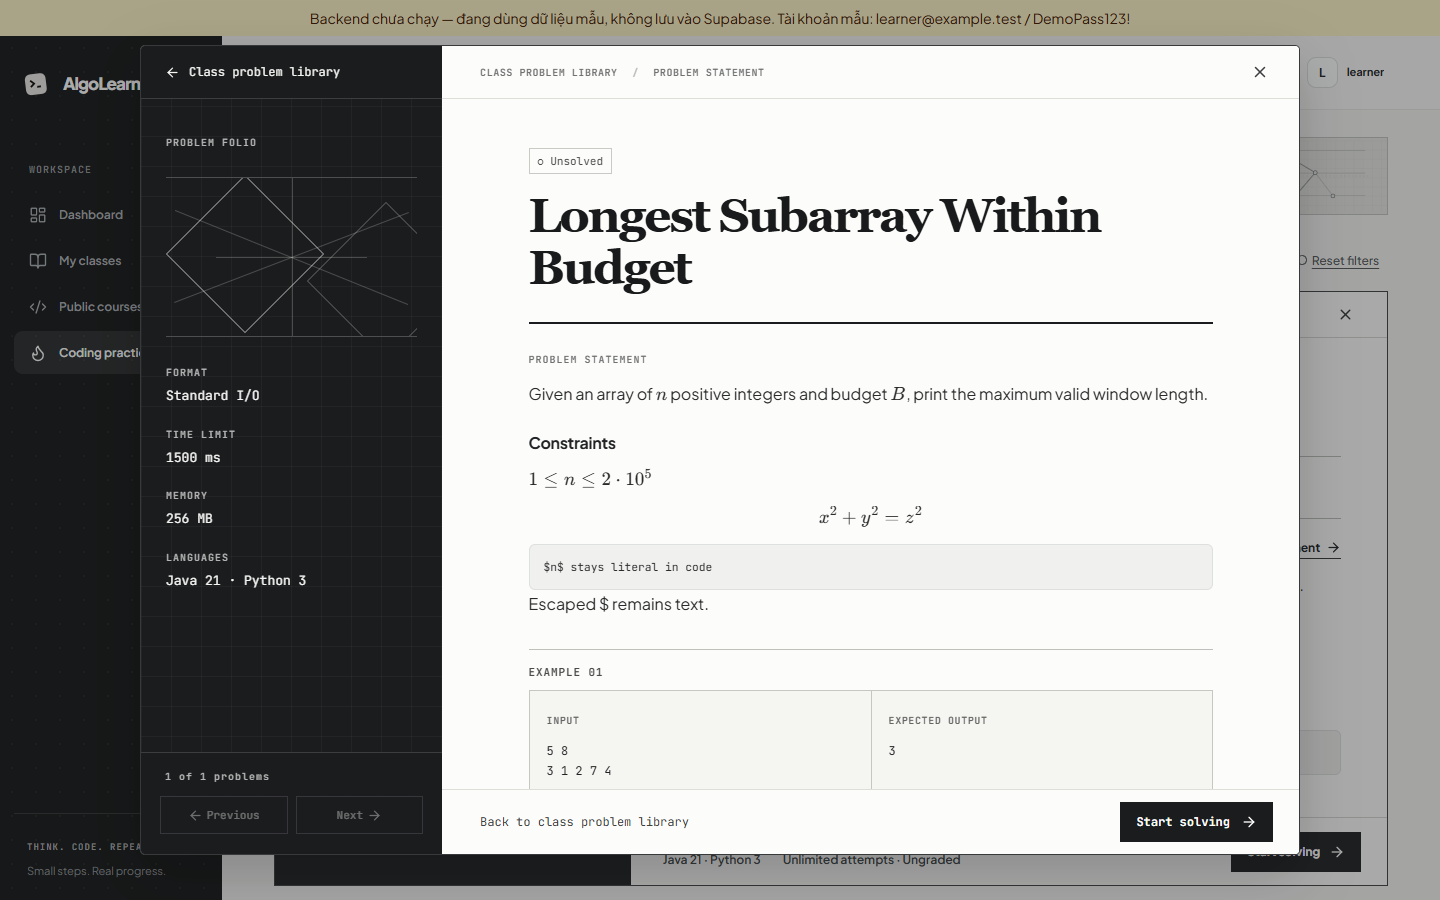 Backend chưa chạy — đang dùng dữ liệu mẫu, không lưu vào Supabase. Tài khoản mẫu: learner@example.test / DemoPass123!
AlgoLearn
WORKSPACE
Dashboard
My classes
Public courses
Coding practi
THINK. CODE. REPEA
Small steps. Real progress.
Class problem library
PROBLEM FOLIO
FORMAT
Standard I/O
TIME LIMIT
1500 ms
MEMORY
256 MB
LANGUAGES
Java 21 · Python 3
1 of 1 problems
← Previous
Next →
CLASS PROBLEM LIBRARY / PROBLEM STATEMENT
○ Unsolved
Longest Subarray Within
Budget
PROBLEM STATEMENT
Given an array of n positive integers and budget B, print the maximum valid window length.
Constraints
1 ≤ n ≤ 2 · 10⁵
x² + y² = z²
$n$ stays literal in code
Escaped $ remains text.
EXAMPLE 01
INPUT
5 8
3 1 2 7 4
EXPECTED OUTPUT
3
Back to class problem library
Start solving →
L learner
Reset filters
ent →
Java 21 · Python 3 Unlimited attempts · Ungraded